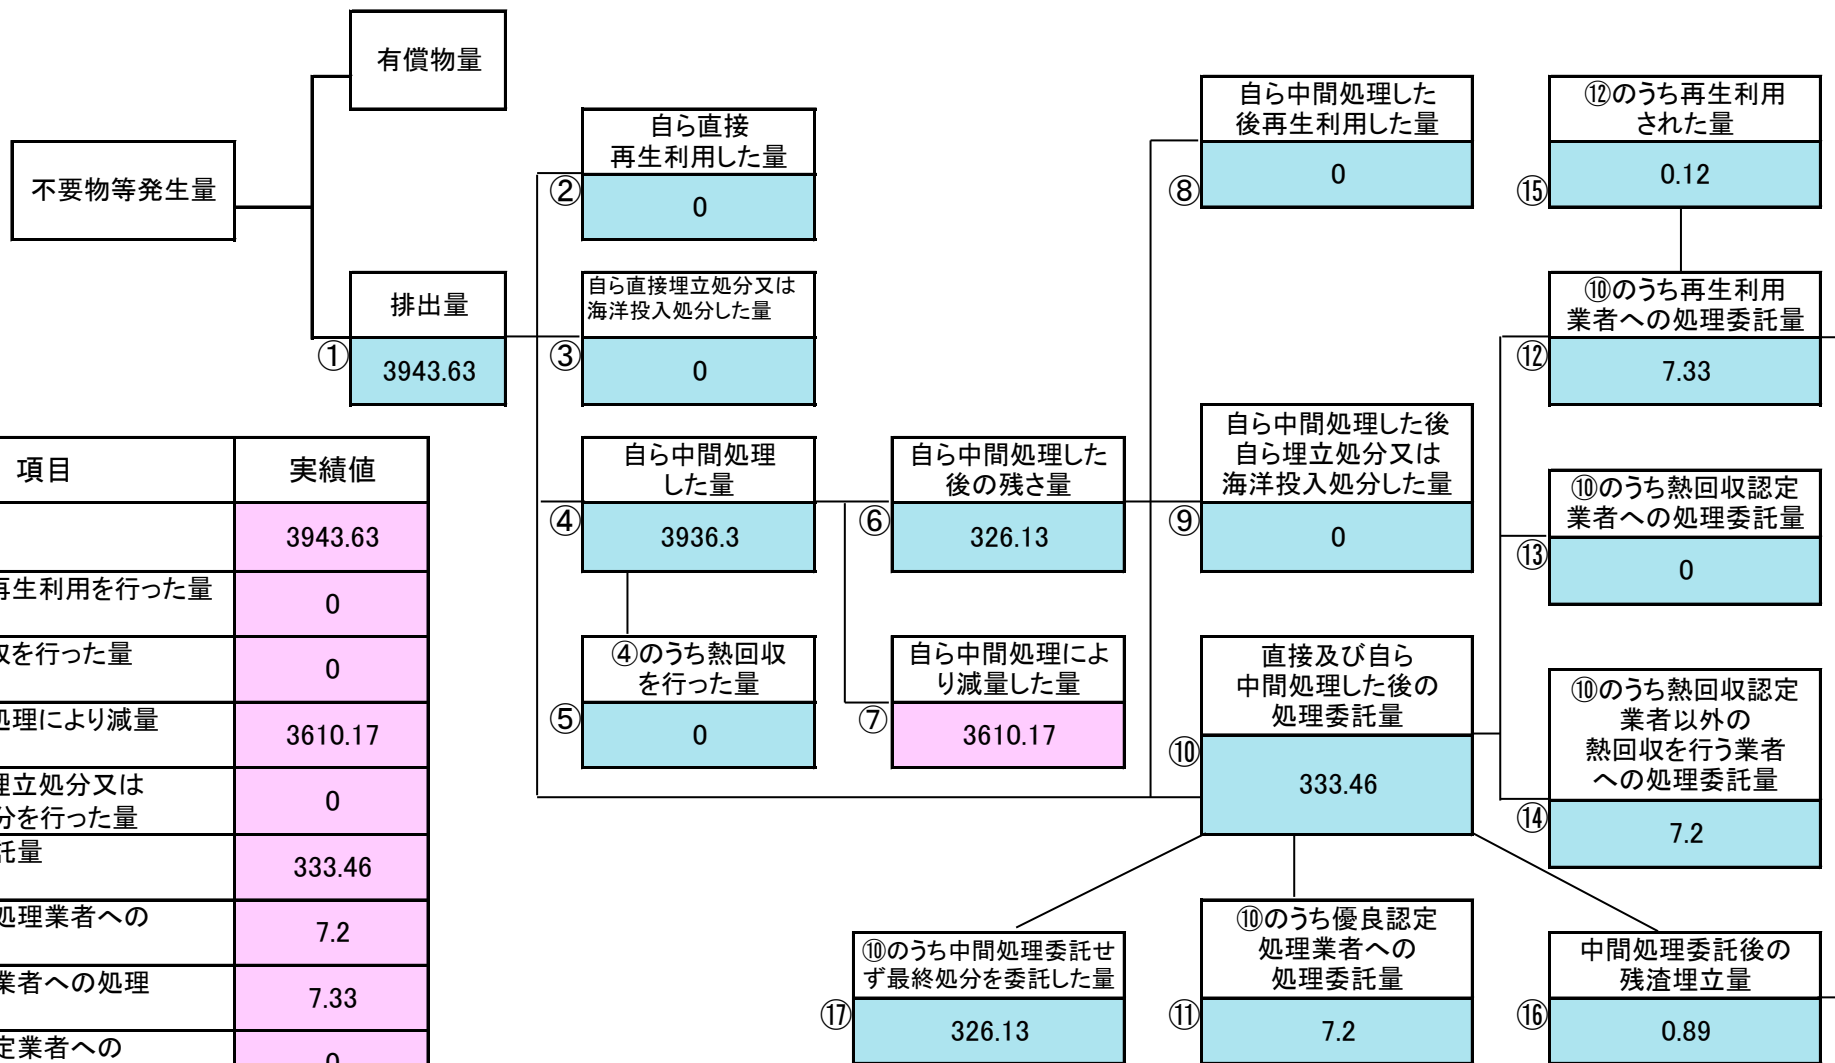 有償物量
不要物等発生量
排出量
①
3943.63
自ら直接
再生利用した量
②
0
自ら直接埋立処分又は
海洋投入処分した量
③
0
自ら中間処理
した量
④
3936.3
④のうち熱回収
を行った量
⑤
0
自ら中間処理した
後の残さ量
⑥
326.13
自ら中間処理によ
り減量した量
⑦
3610.17
自ら中間処理した
後再生利用した量
⑧
0
自ら中間処理した後
自ら埋立処分又は
海洋投入処分した量
⑨
0
直接及び自ら
中間処理した後の
処理委託量
⑩
333.46
⑫のうち再生利用
された量
⑮
0.12
⑩のうち再生利用
業者への処理委託量
⑫
7.33
⑩のうち熱回収認定
業者への処理委託量
⑬
0
⑩のうち熱回収認定
業者以外の
熱回収を行う業者
への処理委託量
⑭
7.2
⑩のうち中間処理委託せ
ず最終処分を委託した量
⑰
326.13
⑩のうち優良認定
処理業者への
処理委託量
⑪
7.2
中間処理委託後の
残渣埋立量
⑯
0.89
項目
実績値
3943.63
再生利用を行った量
0
収を行った量
0
処理により減量
3610.17
埋立処分又は
分を行った量
0
託量
333.46
処理業者への
7.2
業者への処理
7.33
定業者への
0